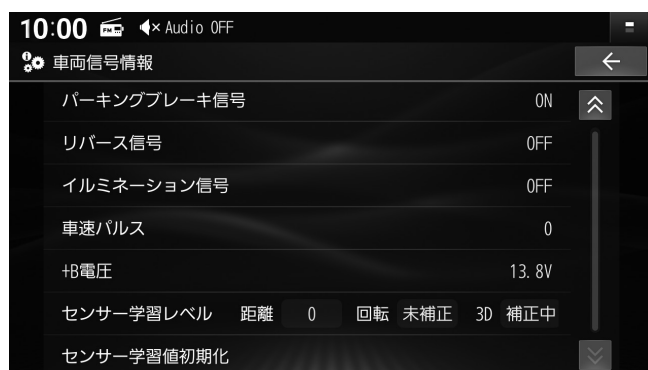 10:00 FM Audio OFF
車両信号情報
パーキングブレーキ信号 ON
リバース信号 OFF
イルミネーション信号 OFF
車速パルス 0
+B電圧 13.8V
センサー学習レベル 距離 0 回転 未補正 3D 補正中
センサー学習値初期化